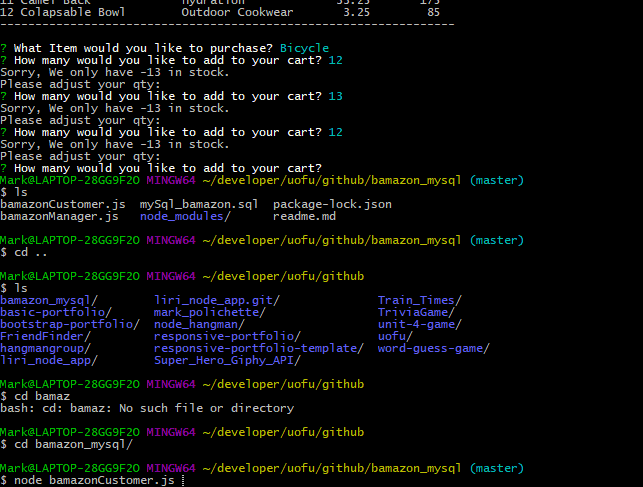 11 Camel Back Hydration 35.25 175
12 Colapsable Bowl Outdoor Cookwear 3.25 85
-----------------------------------------------------------------
? What Item would you like to purchase? Bicycle
? How many would you like to add to your cart? 12
Sorry, We only have -13 in stock.
Please adjust your qty:
? How many would you like to add to your cart? 13
Sorry, We only have -13 in stock.
Please adjust your qty:
? How many would you like to add to your cart? 12
Sorry, We only have -13 in stock.
Please adjust your qty:
? How many would you like to add to your cart?
Mark@LAPTOP-28GG9F2O MINGW64 ~/developer/uofu/github/bamazon_mysql (master)
$ ls
bamazonCustomer.js mySql_bamazon.sql package-lock.json
bamazonManager.js node_modules/ readme.md
Mark@LAPTOP-28GG9F2O MINGW64 ~/developer/uofu/github/bamazon_mysql (master)
$ cd ..
Mark@LAPTOP-28GG9F2O MINGW64 ~/developer/uofu/github
$ ls
bamazon_mysql/ liri_node_app.git/ Train_Times/
basic-portfolio/ mark_polichette/ TriviaGame/
bootstrap-portfolio/ node_hangman/ unit-4-game/
FriendFinder/ responsive-portfolio/ uofu/
hangmangroup/ responsive-portfolio-template/ word-guess-game/
liri_node_app/ Super_Hero_Giphy_API/
Mark@LAPTOP-28GG9F2O MINGW64 ~/developer/uofu/github
$ cd bamaz
bash: cd: bamaz: No such file or directory
Mark@LAPTOP-28GG9F2O MINGW64 ~/developer/uofu/github
$ cd bamazon_mysql/
Mark@LAPTOP-28GG9F2O MINGW64 ~/developer/uofu/github/bamazon_mysql (master)
$ node bamazonCustomer.js